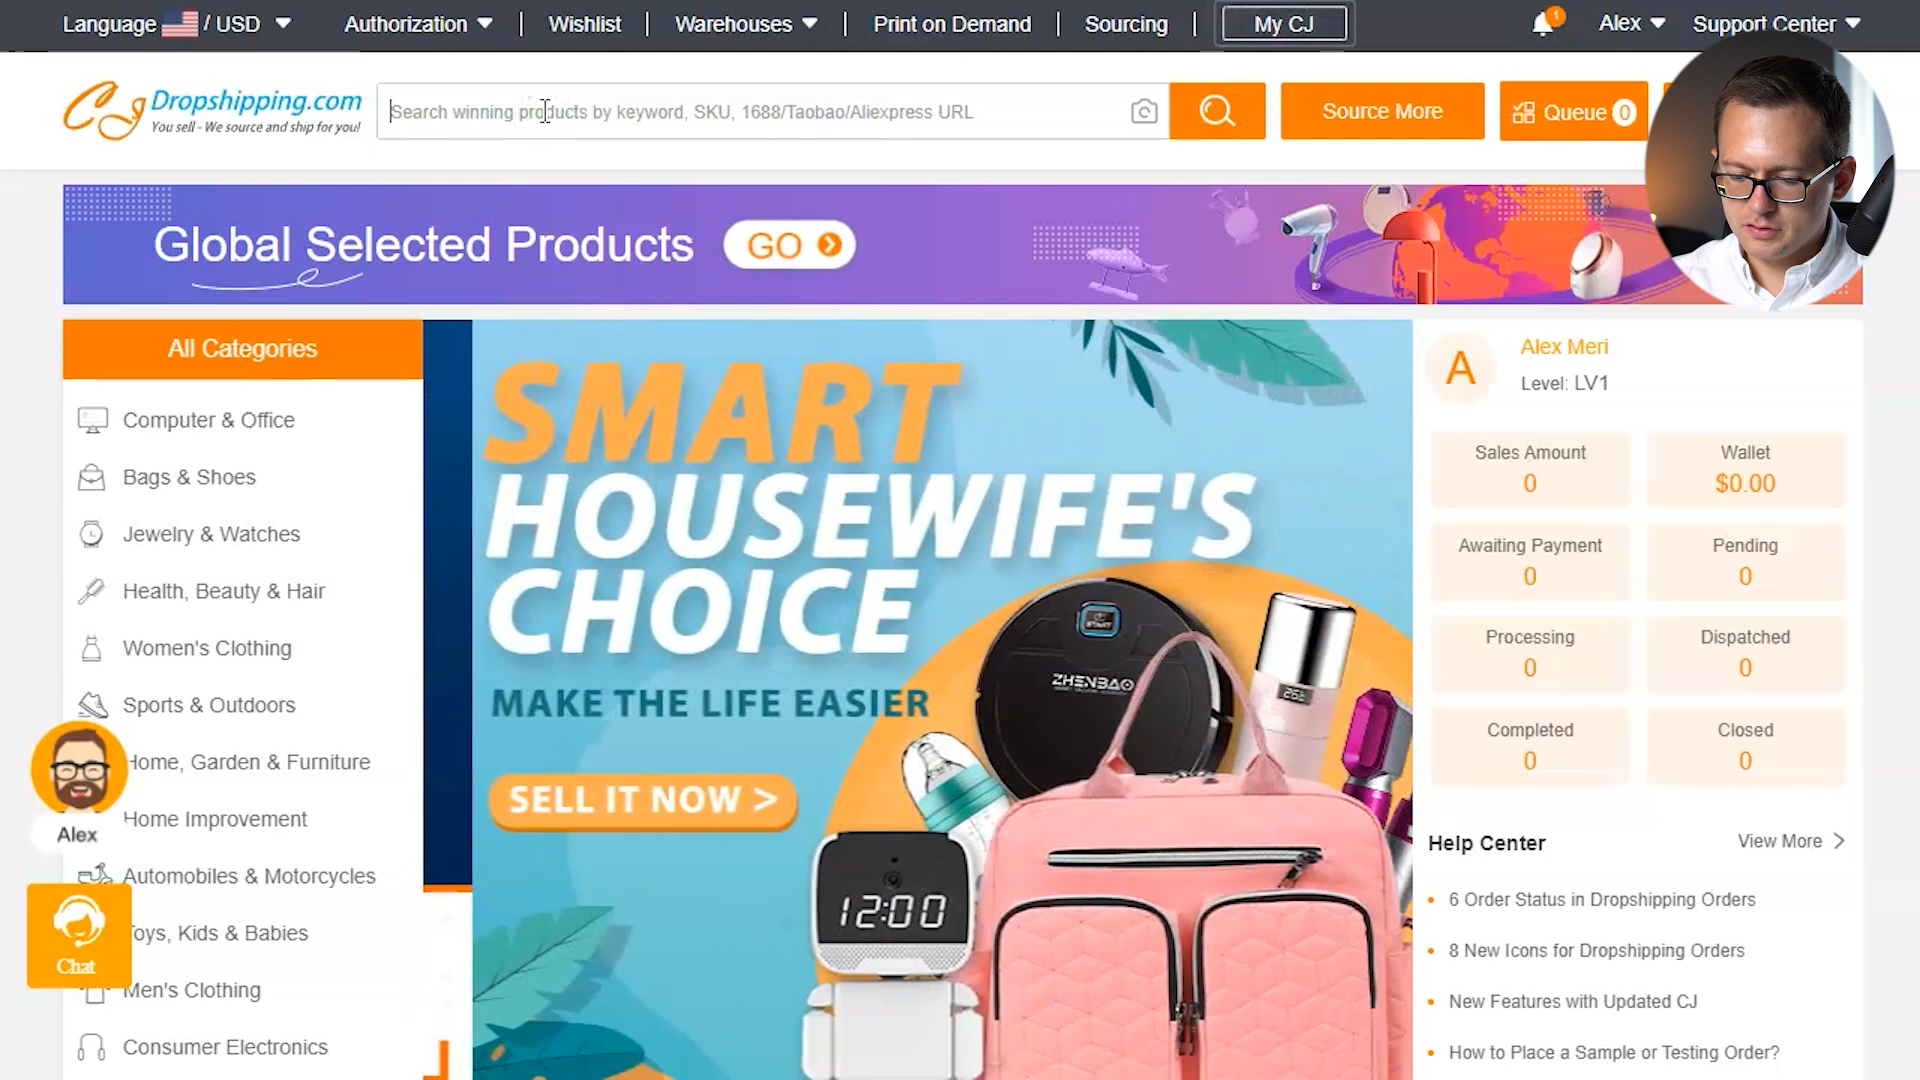 Language / USD
Authorization
Wishlist
Warehouses
Print on Demand
Sourcing
My CJ
1
Alex
Support Center
CJ Dropshipping.com
You sell - We source and ship for you!
Search winning products by keyword, SKU, 1688/Taobao/Aliexpress URL
Source More
Queue 0
Global Selected Products
GO
All Categories
Computer & Office
Bags & Shoes
Jewelry & Watches
Health, Beauty & Hair
Women's Clothing
Sports & Outdoors
Home, Garden & Furniture
Home Improvement
Automobiles & Motorcycles
Toys, Kids & Babies
Men's Clothing
Consumer Electronics
Alex
Chat
SMART
HOUSEWIFE'S
CHOICE
MAKE THE LIFE EASIER
SELL IT NOW >
START
ZHENBAO
12:00
A
Alex Meri
Level: LV1
Sales Amount
0
Wallet
$0.00
Awaiting Payment
0
Pending
0
Processing
0
Dispatched
0
Completed
0
Closed
0
Help Center
View More
6 Order Status in Dropshipping Orders
8 New Icons for Dropshipping Orders
New Features with Updated CJ
How to Place a Sample or Testing Order?